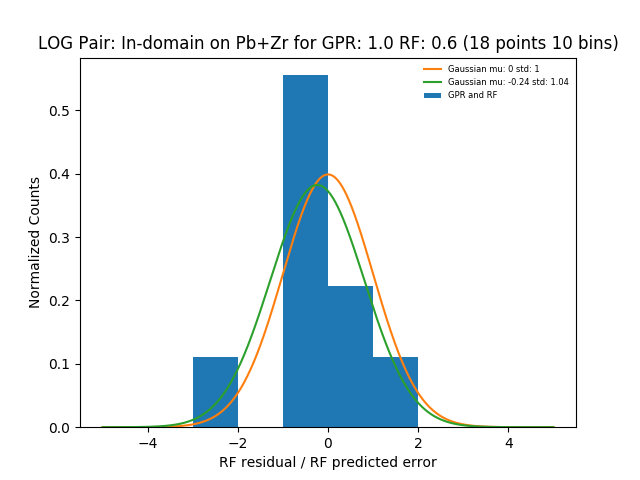 LOG Pair: In-domain on Pb+Zr for GPR: 1.0 RF: 0.6 (18 points 10 bins)
Gaussian mu: 0 std: 1
Gaussian mu: -0.24 std: 1.04
GPR and RF
Normalized Counts
0.5
0.4
0.3
0.2
0.1
0.0
−4
−2
0
2
4
RF residual / RF predicted error